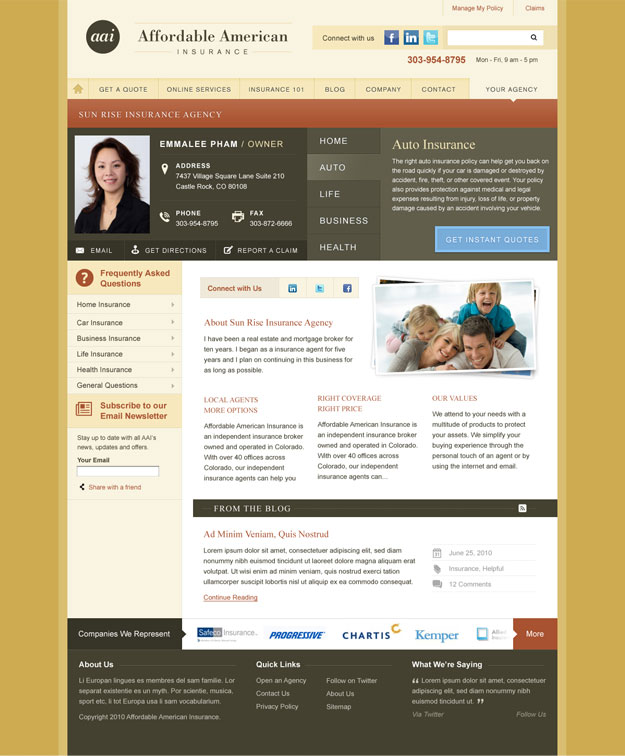 Manage My Policy
Claims
aai
Affordable American
INSURANCE
Connect with us
303-954-8795
Mon - Fri, 9 am - 5 pm
GET A QUOTE
ONLINE SERVICES
INSURANCE 101
BLOG
COMPANY
CONTACT
YOUR AGENCY
SUN RISE INSURANCE AGENCY
EMMALEE PHAM / OWNER
ADDRESS
7437 Village Square Lane Suite 210
Castle Rock, CO 80108
PHONE
303-954-8795
FAX
303-872-6666
EMAIL
GET DIRECTIONS
REPORT A CLAIM
HOME
AUTO
LIFE
BUSINESS
HEALTH
Auto Insurance
The right auto insurance policy can help get you back on
the road quickly if your car is damaged or destroyed by
accident, fire, theft, or other covered event. Your policy
also provides protection against medical and legal
expenses resulting from injury, loss of life, or property
damage caused by an accident involving your vehicle.
GET INSTANT QUOTES
Frequently Asked
Questions
Home Insurance
Car Insurance
Business Insurance
Life Insurance
Health Insurance
General Questions
Subscribe to our
Email Newsletter
Stay up to date with all AAI's
news, updates and offers.
Your Email
Share with a friend
Connect with Us
About Sun Rise Insurance Agency
I have been a real estate and mortgage broker for
ten years. I began as a insurance agent for five
years and I plan on continuing in this business for
as long as possible.
LOCAL AGENTS
MORE OPTIONS
Affordable American Insurance is
an independent insurance broker
owned and operated in Colorado.
With over 40 offices across
Colorado, our independent
insurance agents can help you
RIGHT COVERAGE
RIGHT PRICE
Affordable American Insurance is
an independent insurance broker
owned and operated in Colorado.
With over 40 offices across
Colorado, our independent
insurance agents can...
OUR VALUES
We attend to your needs with a
multitude of products to protect
your assets. We simplify your
buying experience through the
personal touch of an agent or by
using the internet and email.
FROM THE BLOG
Ad Minim Veniam, Quis Nostrud
Lorem ipsum dolor sit amet, consectetuer adipiscing elit, sed diam
nonummy nibh euismod tincidunt ut laoreet dolore magna aliquam erat
volutpat. Ut wisi enim ad minim veniam, quis nostrud exerci tation
ullamcorper suscipit lobortis nisl ut aliquip ex ea commodo consequat.
Continue Reading
June 25, 2010
Insurance, Helpful
12 Comments
Companies We Represent
Safeco Insurance.
PROGRESSIVE
CHARTIS
Kemper
More
About Us
Li Europan lingues es membres del sam familie. Lor
separat existentie es un myth. Por scientie, musica,
sport etc, li tot Europa usa li sam vocabularium.
Copyright 2010 Affordable American Insurance.
Quick Links
Open an Agency
Contact Us
Privacy Policy
Follow on Twitter
About Us
Sitemap
What We're Saying
“ Lorem ipsum dolor sit amet, consectetuer
adipiscing elit, sed diam nonummy nibh
euismod tincidunt ut laoreet. ”
Via Twitter
Follow Us